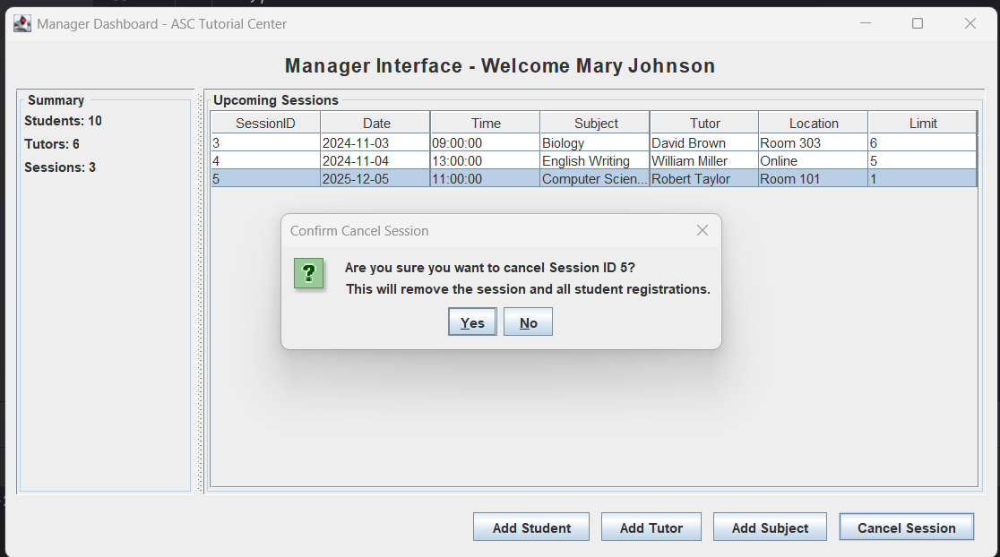 Manager Dashboard - ASC Tutorial Center
Manager Interface - Welcome Mary Johnson
Summary
Students: 10
Tutors: 6
Sessions: 3
Upcoming Sessions
SessionID Date Time Subject Tutor Location Limit
3 2024-11-03 09:00:00 Biology David Brown Room 303 6
4 2024-11-04 13:00:00 English Writing William Miller Online 5
5 2025-12-05 11:00:00 Computer Scien... Robert Taylor Room 101 1
Confirm Cancel Session
?
Are you sure you want to cancel Session ID 5?
This will remove the session and all student registrations.
Yes No
Add Student Add Tutor Add Subject Cancel Session